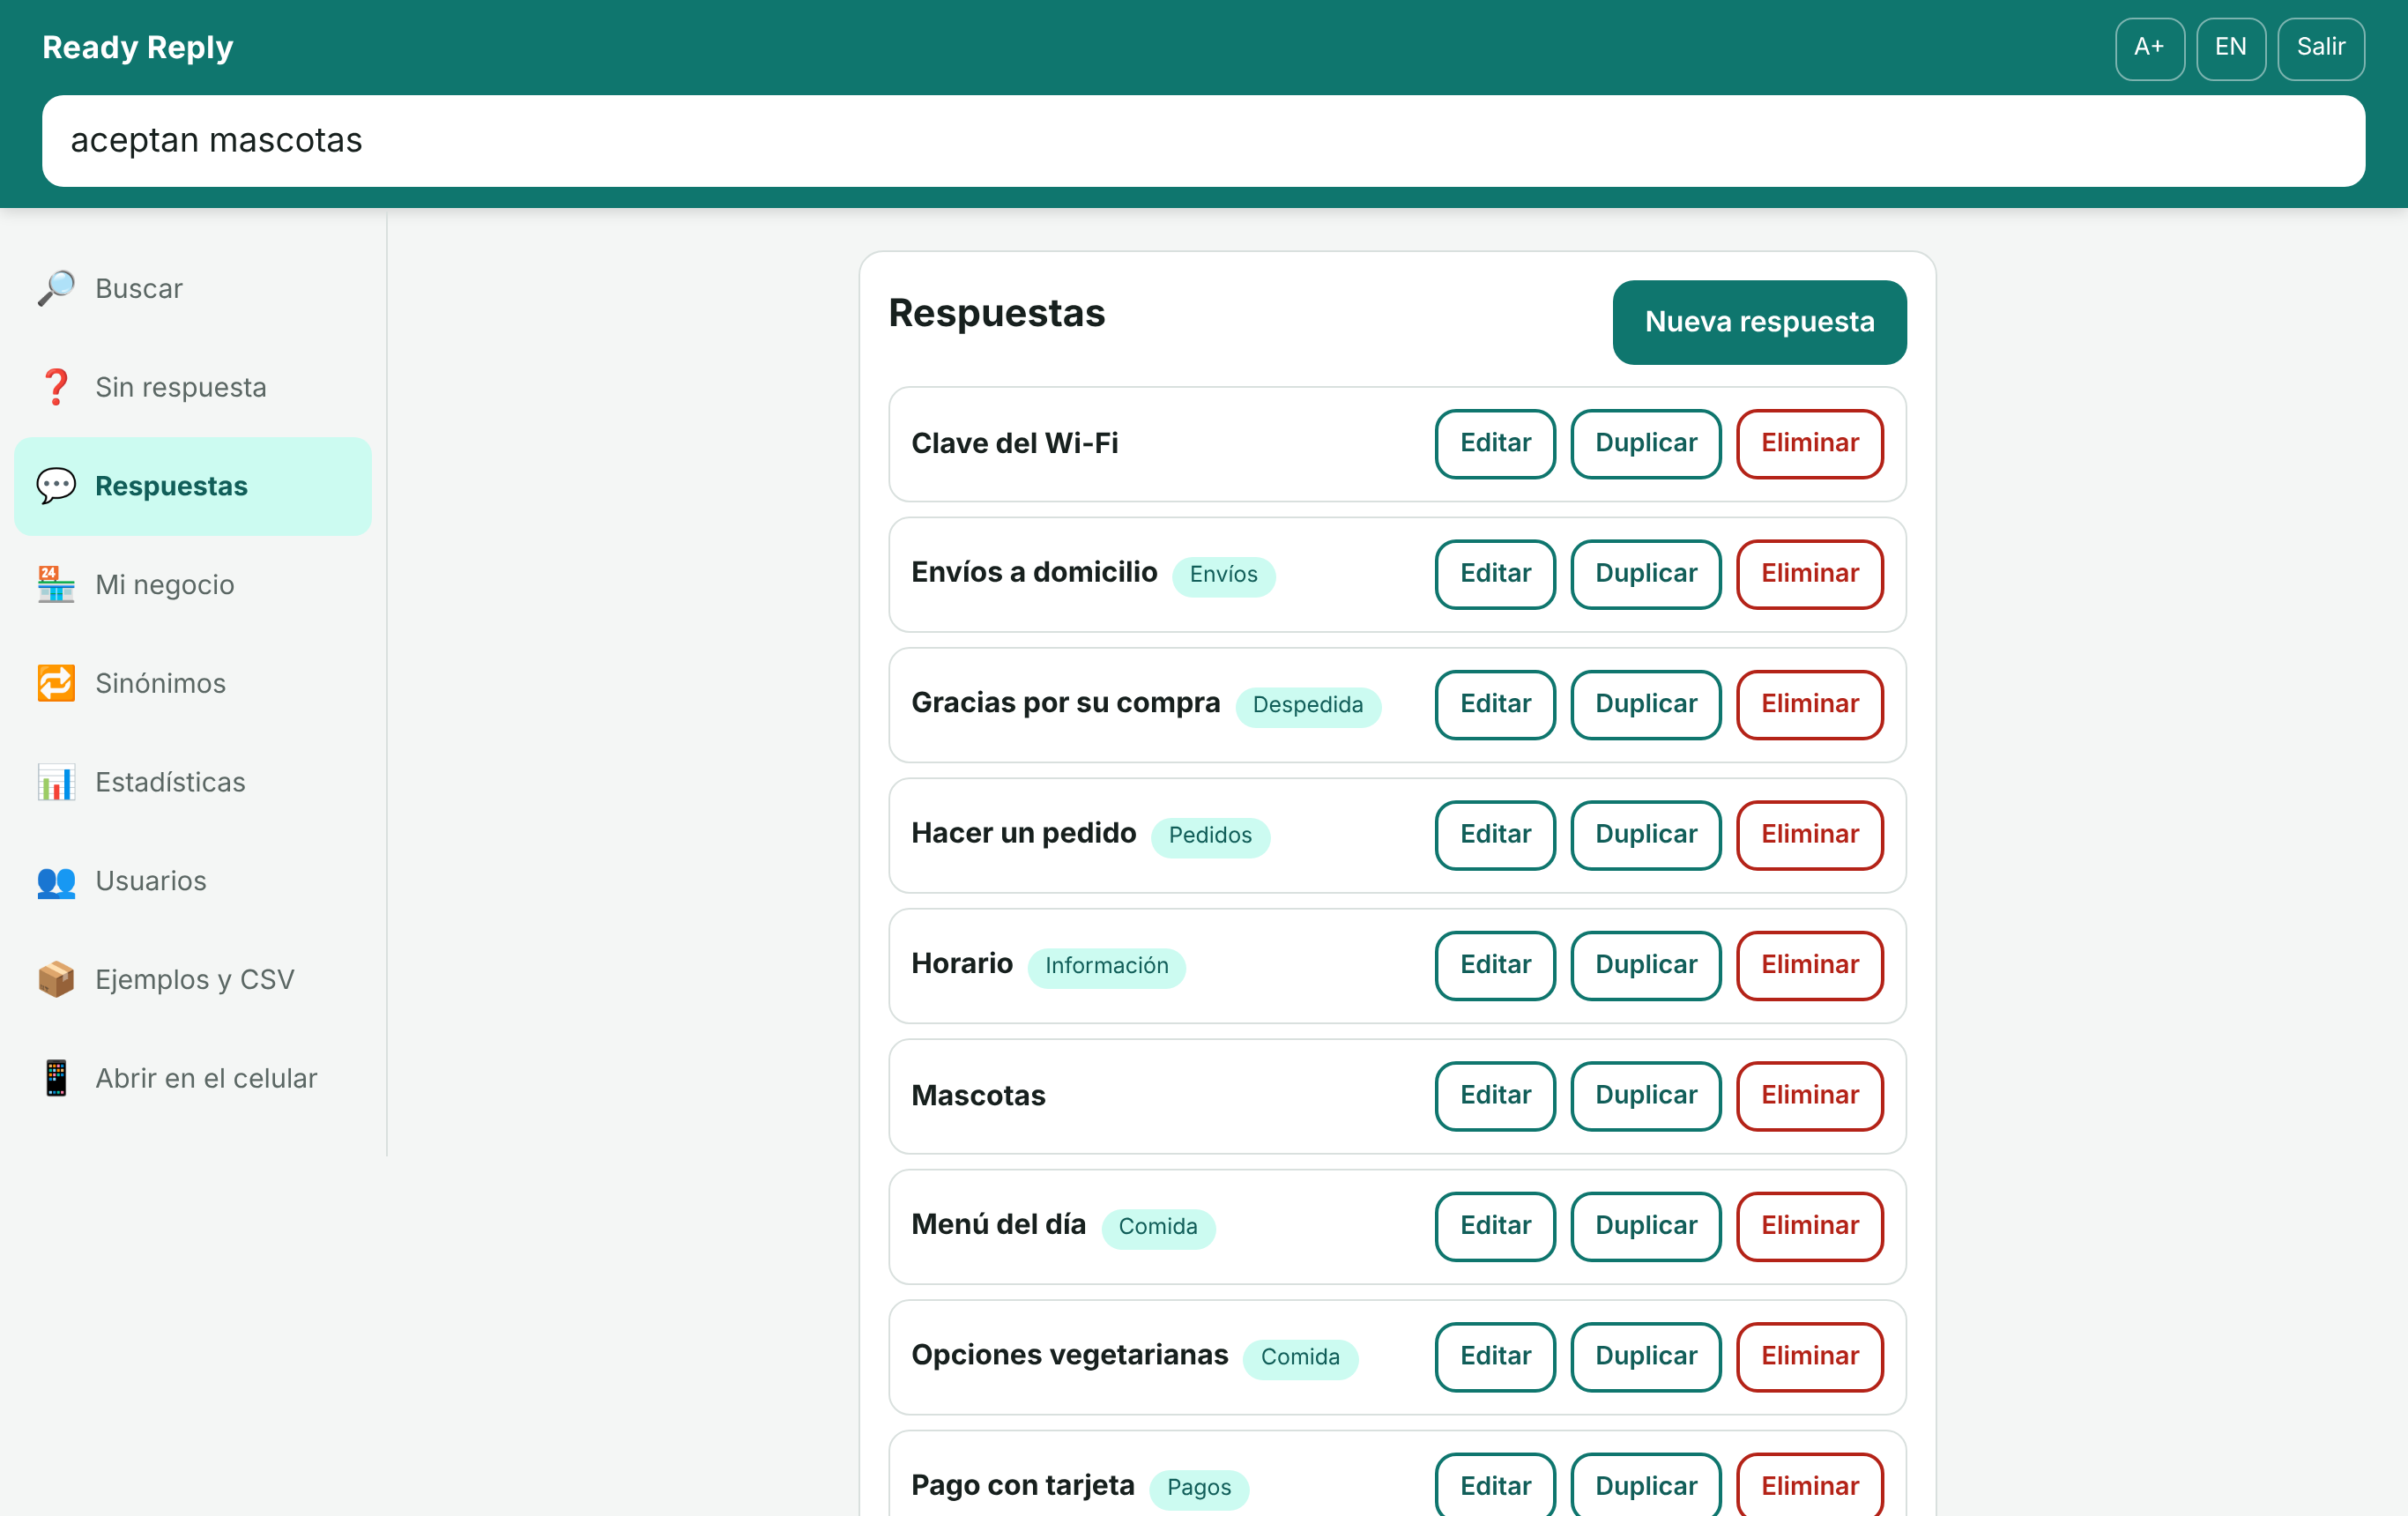 Ready Reply
A+ EN Salir
aceptan mascotas
Buscar
Sin respuesta
Respuestas
Mi negocio
Sinónimos
Estadísticas
Usuarios
Ejemplos y CSV
Abrir en el celular
Respuestas Nueva respuesta
Clave del Wi-Fi Editar Duplicar Eliminar
Envíos a domicilio Envíos Editar Duplicar Eliminar
Gracias por su compra Despedida Editar Duplicar Eliminar
Hacer un pedido Pedidos Editar Duplicar Eliminar
Horario Información Editar Duplicar Eliminar
Mascotas Editar Duplicar Eliminar
Menú del día Comida Editar Duplicar Eliminar
Opciones vegetarianas Comida Editar Duplicar Eliminar
Pago con tarjeta Pagos Editar Duplicar Eliminar